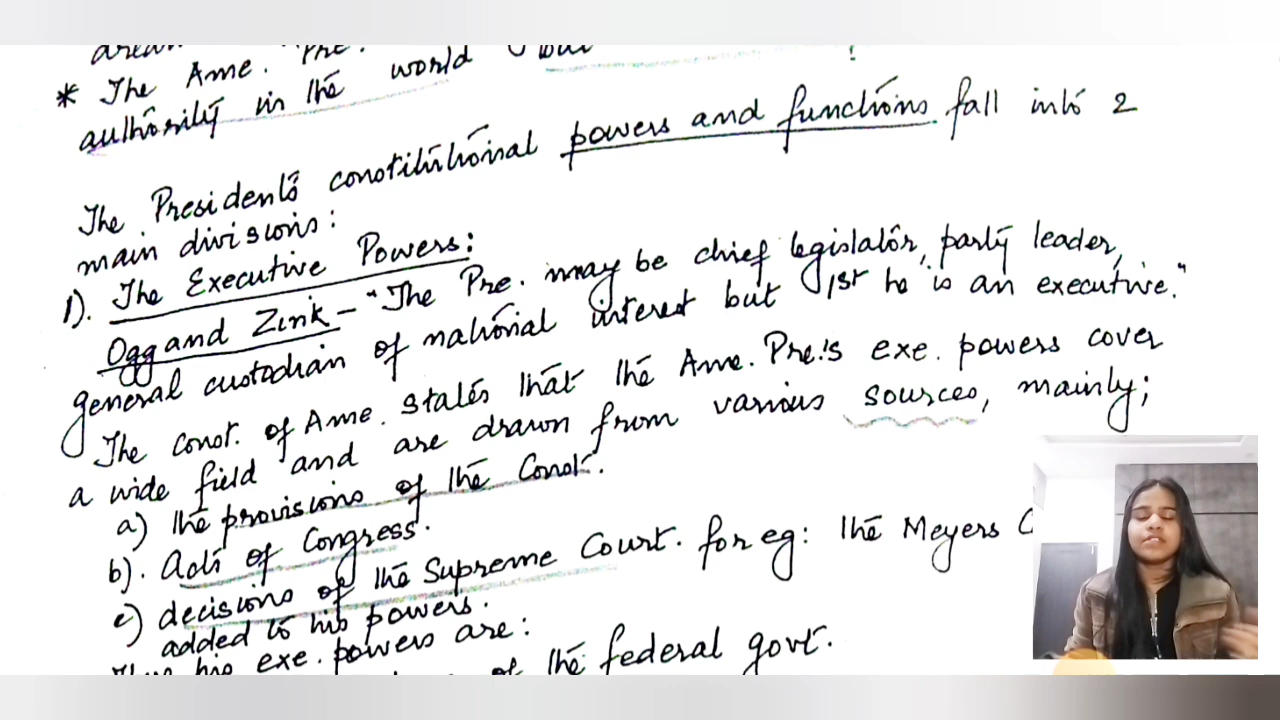 * The Ame. Pre.
authority in the world
The President's constitutional powers and functions fall into 2
main divisions:
1). The Executive Powers:
Ogg and Zink - "The Pre. may be chief legislator, party leader,
general custodian of national interest but 1st he is an executive."
The const. of Ame. states that the Ame. Pre.'s exe. powers cover
a wide field and are drawn from various sources, mainly;
a) the provisions of the Const.
b). Acts of Congress.
c) decisions of the Supreme Court. for eg: the Meyers
added to his powers.
his exe. powers are:
of the federal govt.